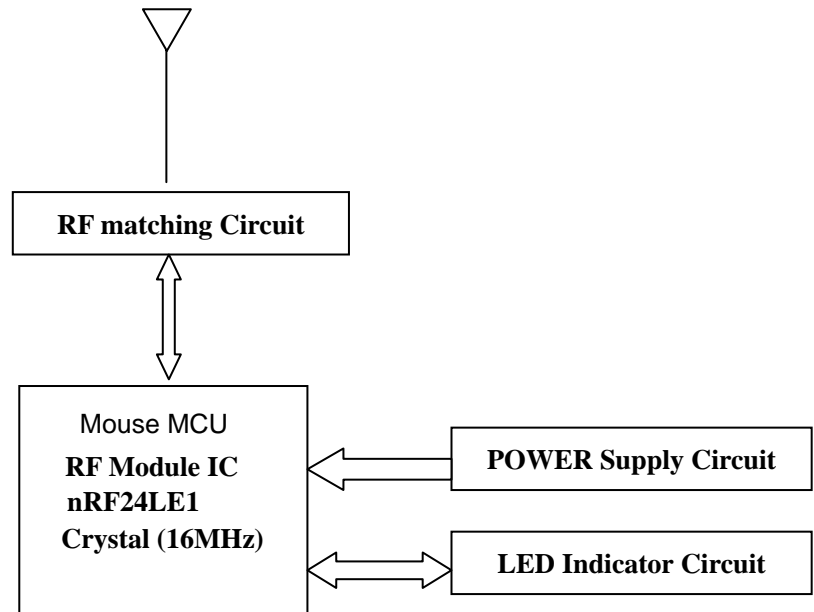 RF matching Circuit
Mouse MCU
RF Module IC
nRF24LE1
Crystal (16MHz)
POWER Supply Circuit
LED Indicator Circuit